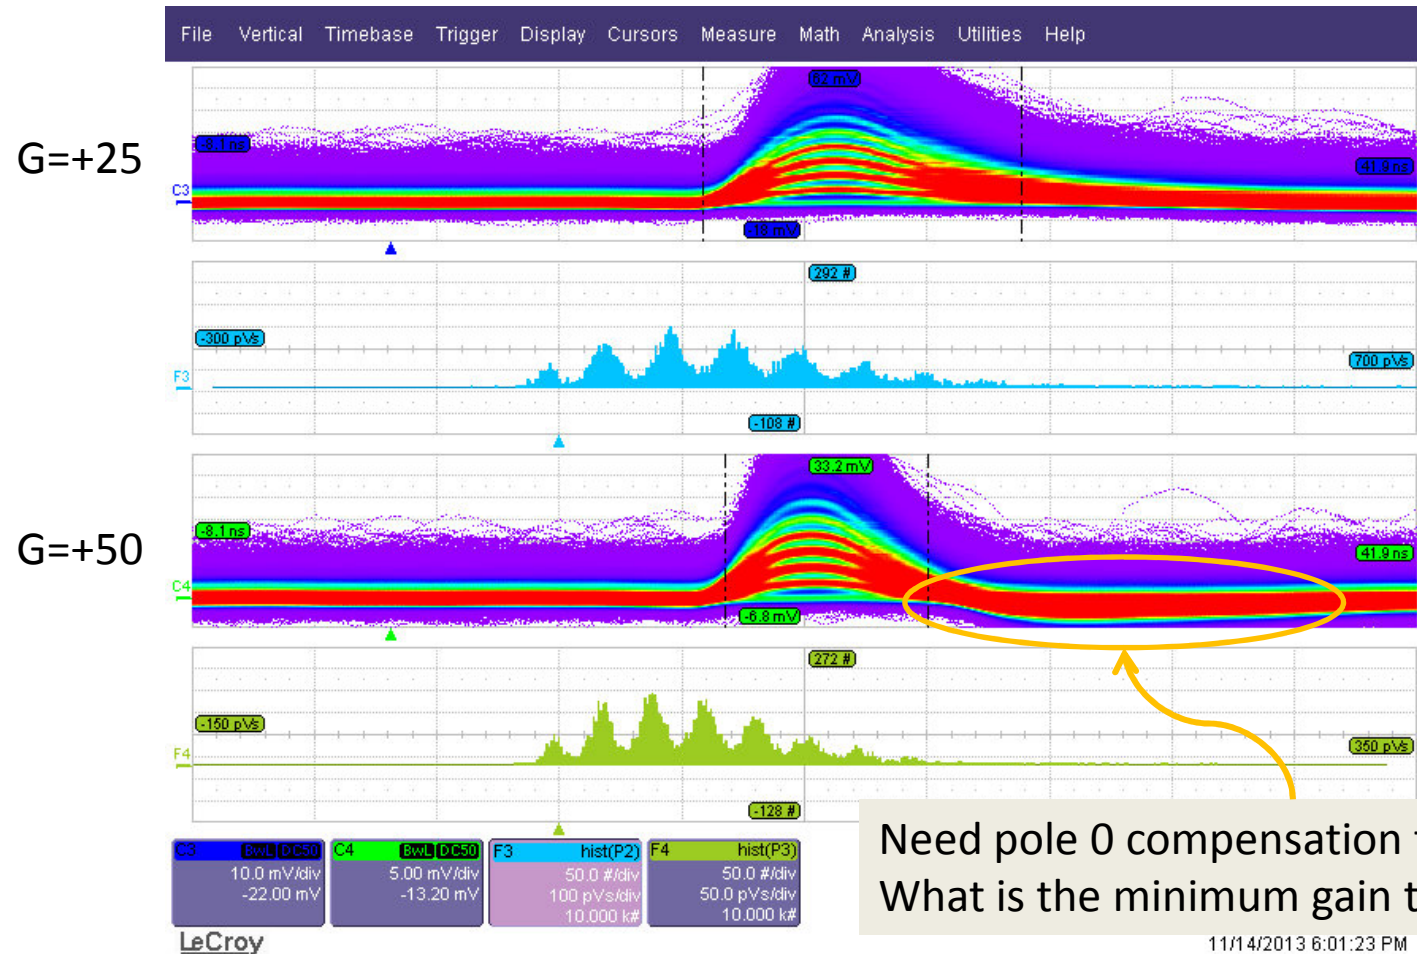 File Vertical Timebase Trigger Display Cursors Measure Math Analysis Utilities Help
G=+25
62 mV
-8.1 ns
41.9 ns
C3
-18 mV
292 #
-300 pVs
700 pVs
F3
-108 #
G=+50
33.2 mV
-8.1 ns
41.9 ns
C4
-6.8 mV
272 #
-150 pVs
350 pVs
F4
-128 #
C3 BwL DC50
10.0 mV/div
-22.00 mV
C4 BwL DC50
5.00 mV/div
-13.20 mV
F3 hist(P2)
50.0 #/div
100 pVs/div
10.000 k#
F4 hist(P3)
50.0 #/div
50.0 pVs/div
10.000 k#
Need pole 0 compensation
What is the minimum gain
LeCroy
11/14/2013 6:01:23 PM